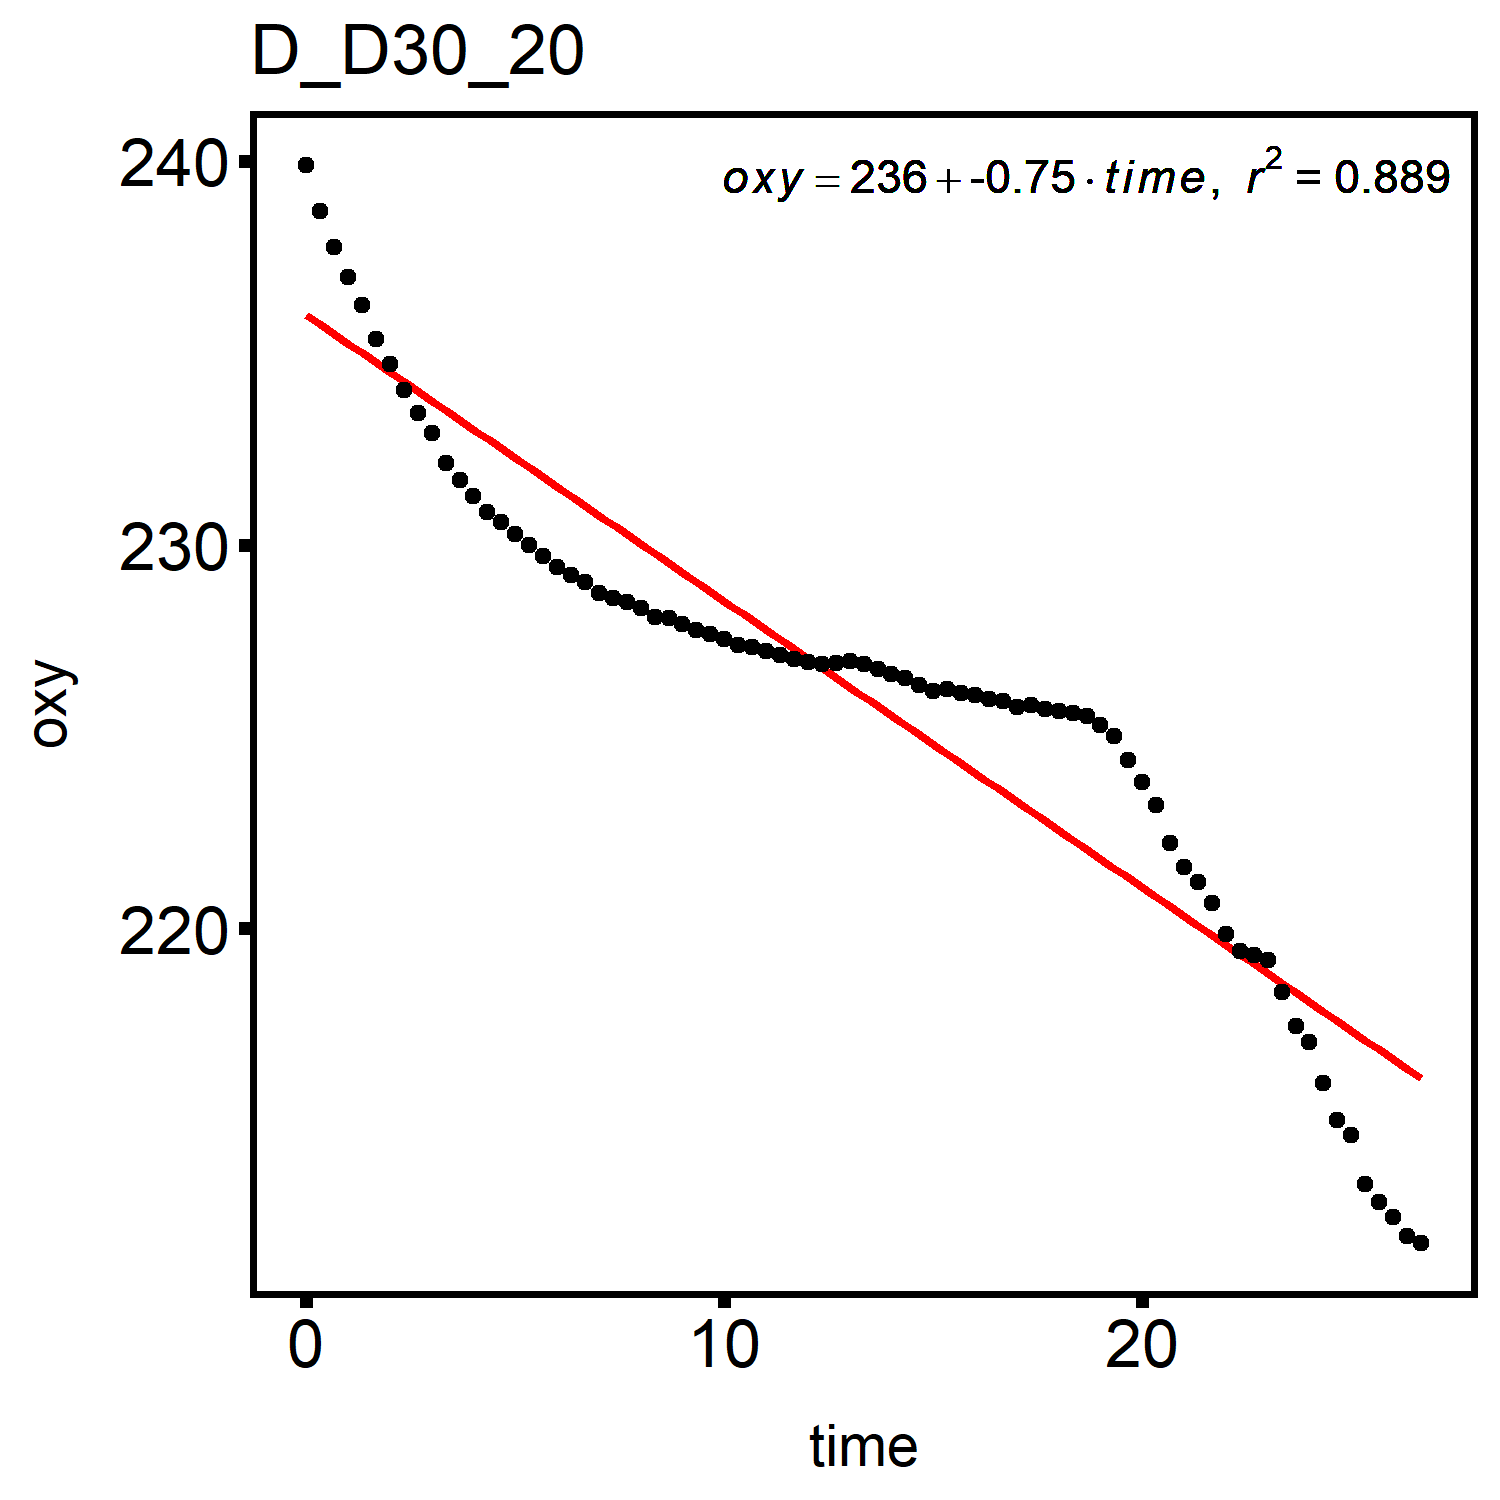 D_D30_20
oxy = 236 + -0.75 · time, r² = 0.889
240
230
220
oxy
0 10 20
time